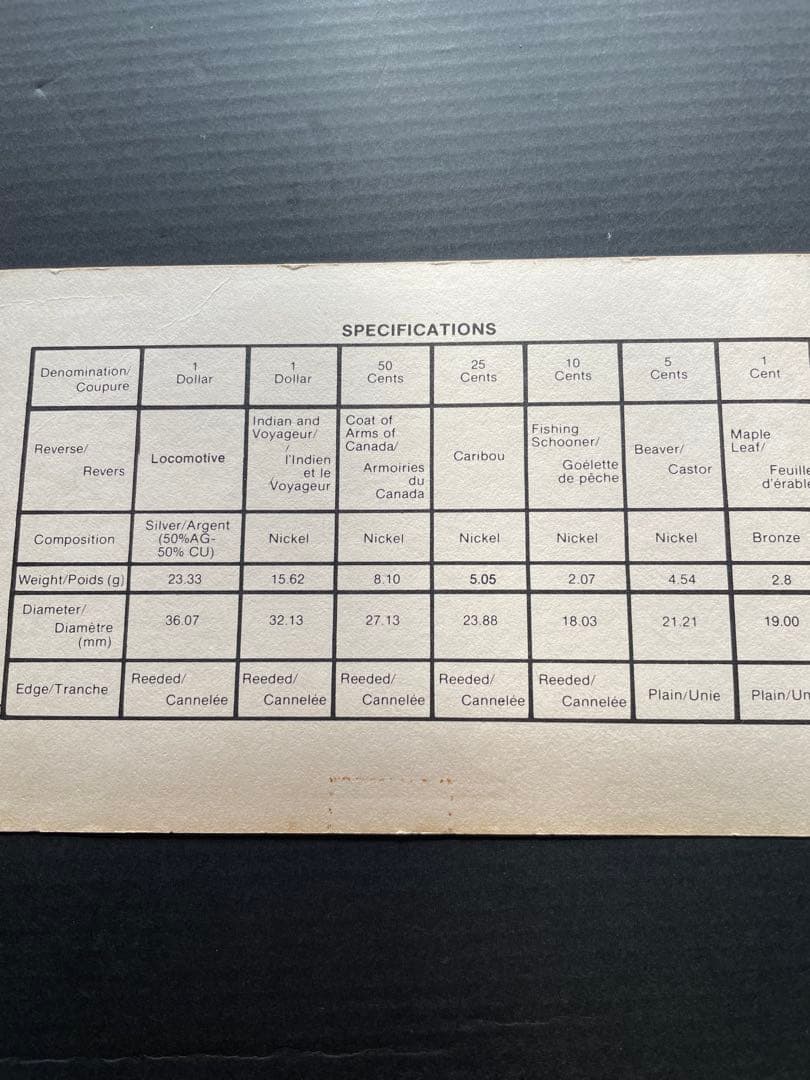 SPECIFICATIONS
Denomination/ Coupure
1 Dollar
1 Dollar
50 Cents
25 Cents
10 Cents
5 Cents
1 Cent
Reverse/ Revers
Locomotive
Indian and Voyageur/ / l'Indien et le Voyageur
Coat of Arms of Canada/ Armoiries du Canada
Caribou
Fishing Schooner/ Goélette de pêche
Beaver/ Castor
Maple Leaf/ Feuille d'érable
Composition
Silver/Argent (50%AG- 50% CU)
Nickel
Nickel
Nickel
Nickel
Nickel
Bronze
Weight/Poids (g)
23.33
15.62
8.10
5.05
2.07
4.54
2.8
Diameter/ Diamètre (mm)
36.07
32.13
27.13
23.88
18.03
21.21
19.00
Edge/Tranche
Reeded/ Cannelée
Reeded/ Cannelée
Reeded/ Cannelée
Reeded/ Cannelée
Reeded/ Cannelée
Plain/Unie
Plain/Un